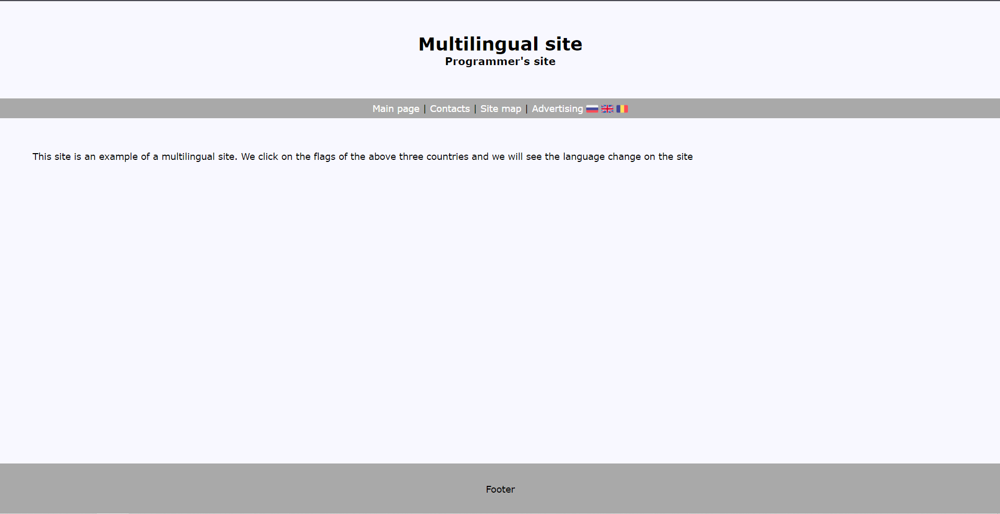 Multilingual site
Programmer's site
Main page | Contacts | Site map | Advertising
This site is an example of a multilingual site. We click on the flags of the above three countries and we will see the language change on the site
Footer